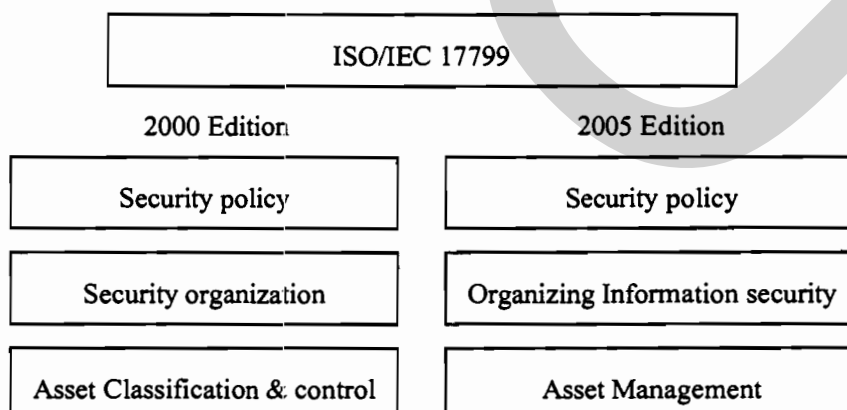 ISO/IEC 17799
2000 Edition
2005 Edition
Security policy
Security policy
Security organization
Organizing Information security
Asset Classification & control
Asset Management